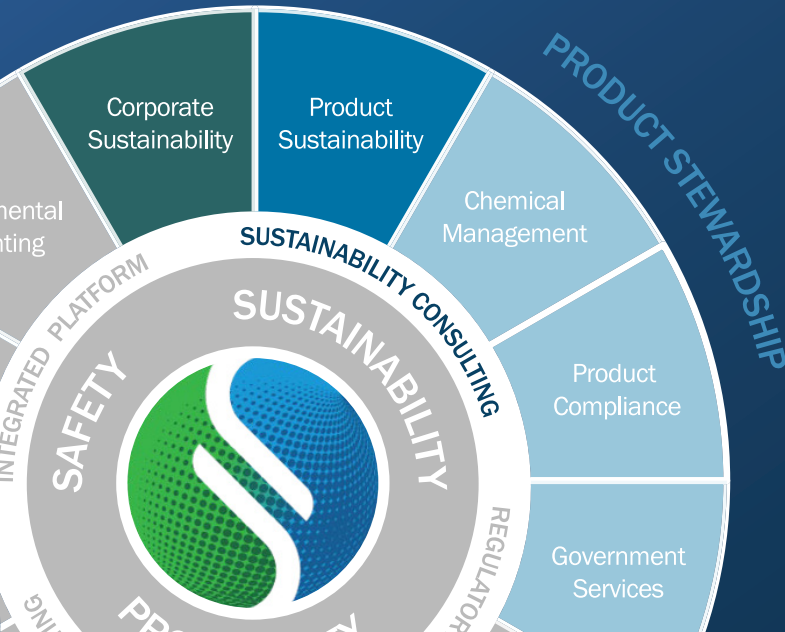 Corporate
Sustainability
Product
Sustainability
Chemical
Management
Product
Compliance
Government
Services
PRODUCT STEWARDSHIP
SUSTAINABILITY CONSULTING
INTEGRATED PLATFORM
SUSTAINABILITY
SAFETY